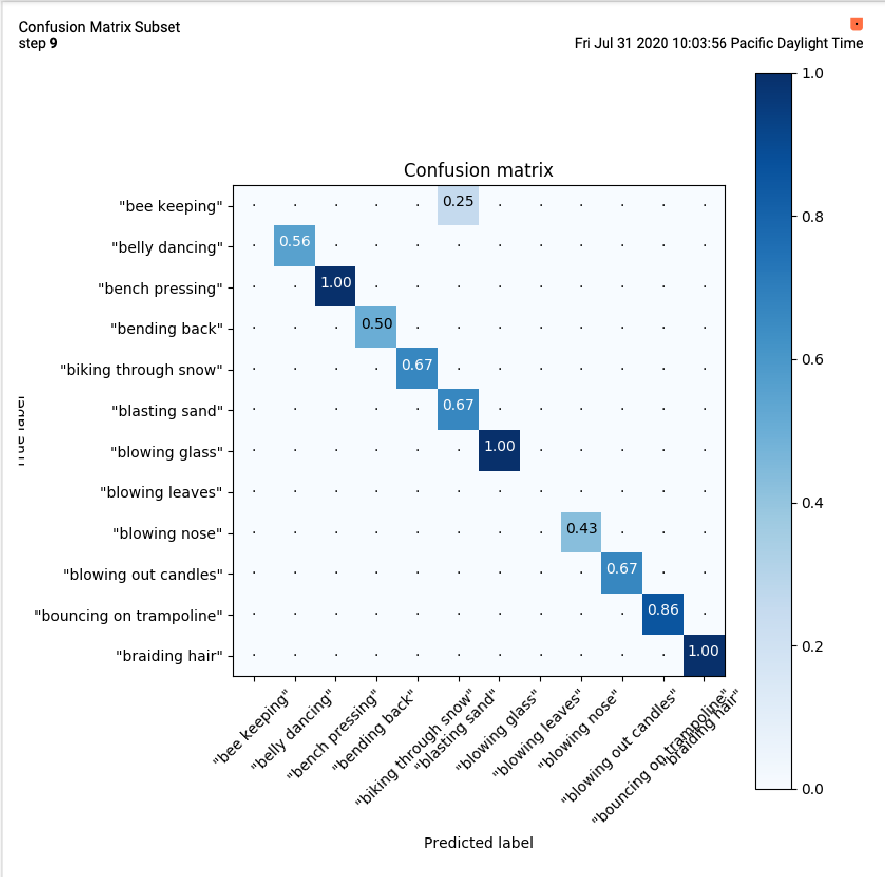 Confusion Matrix Subset
step 9
Fri Jul 31 2020 10:03:56 Pacific Daylight Time
Confusion matrix
"bee keeping"
"belly dancing"
"bench pressing"
"bending back"
"biking through snow"
"blasting sand"
"blowing glass"
"blowing leaves"
"blowing nose"
"blowing out candles"
"bouncing on trampoline"
"braiding hair"
0.25
0.56
1.00
0.50
0.67
0.67
1.00
0.43
0.67
0.86
1.00
"bee keeping"
"belly dancing"
"bench pressing"
"bending back"
"biking through snow"
"blasting sand"
"blowing glass"
"blowing leaves"
"blowing nose"
"blowing out candles"
"bouncing on trampoline"
"braiding hair"
Predicted label
1.0
0.8
0.6
0.4
0.2
0.0